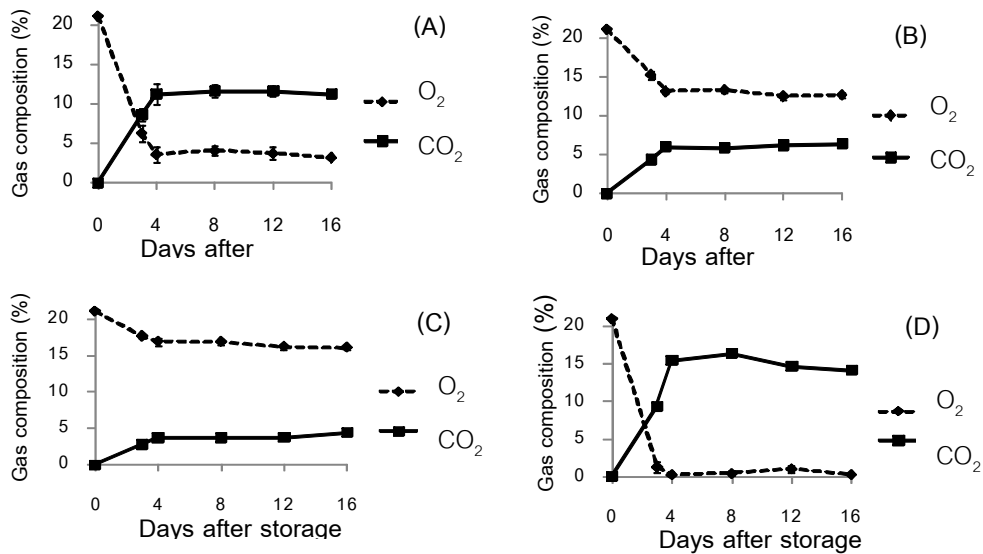 (A)
Gas composition (%)
20
15
10
5
0
0 4 8 12 16
Days after
O₂
CO₂
(B)
Gas composition (%)
20
15
10
5
0
0 4 8 12 16
Days after
O₂
CO₂
(C)
Gas composition (%)
20
15
10
5
0
0 4 8 12 16
Days after storage
O₂
CO₂
(D)
Gas composition (%)
20
15
10
5
0
0 4 8 12 16
Days after storage
O₂
CO₂